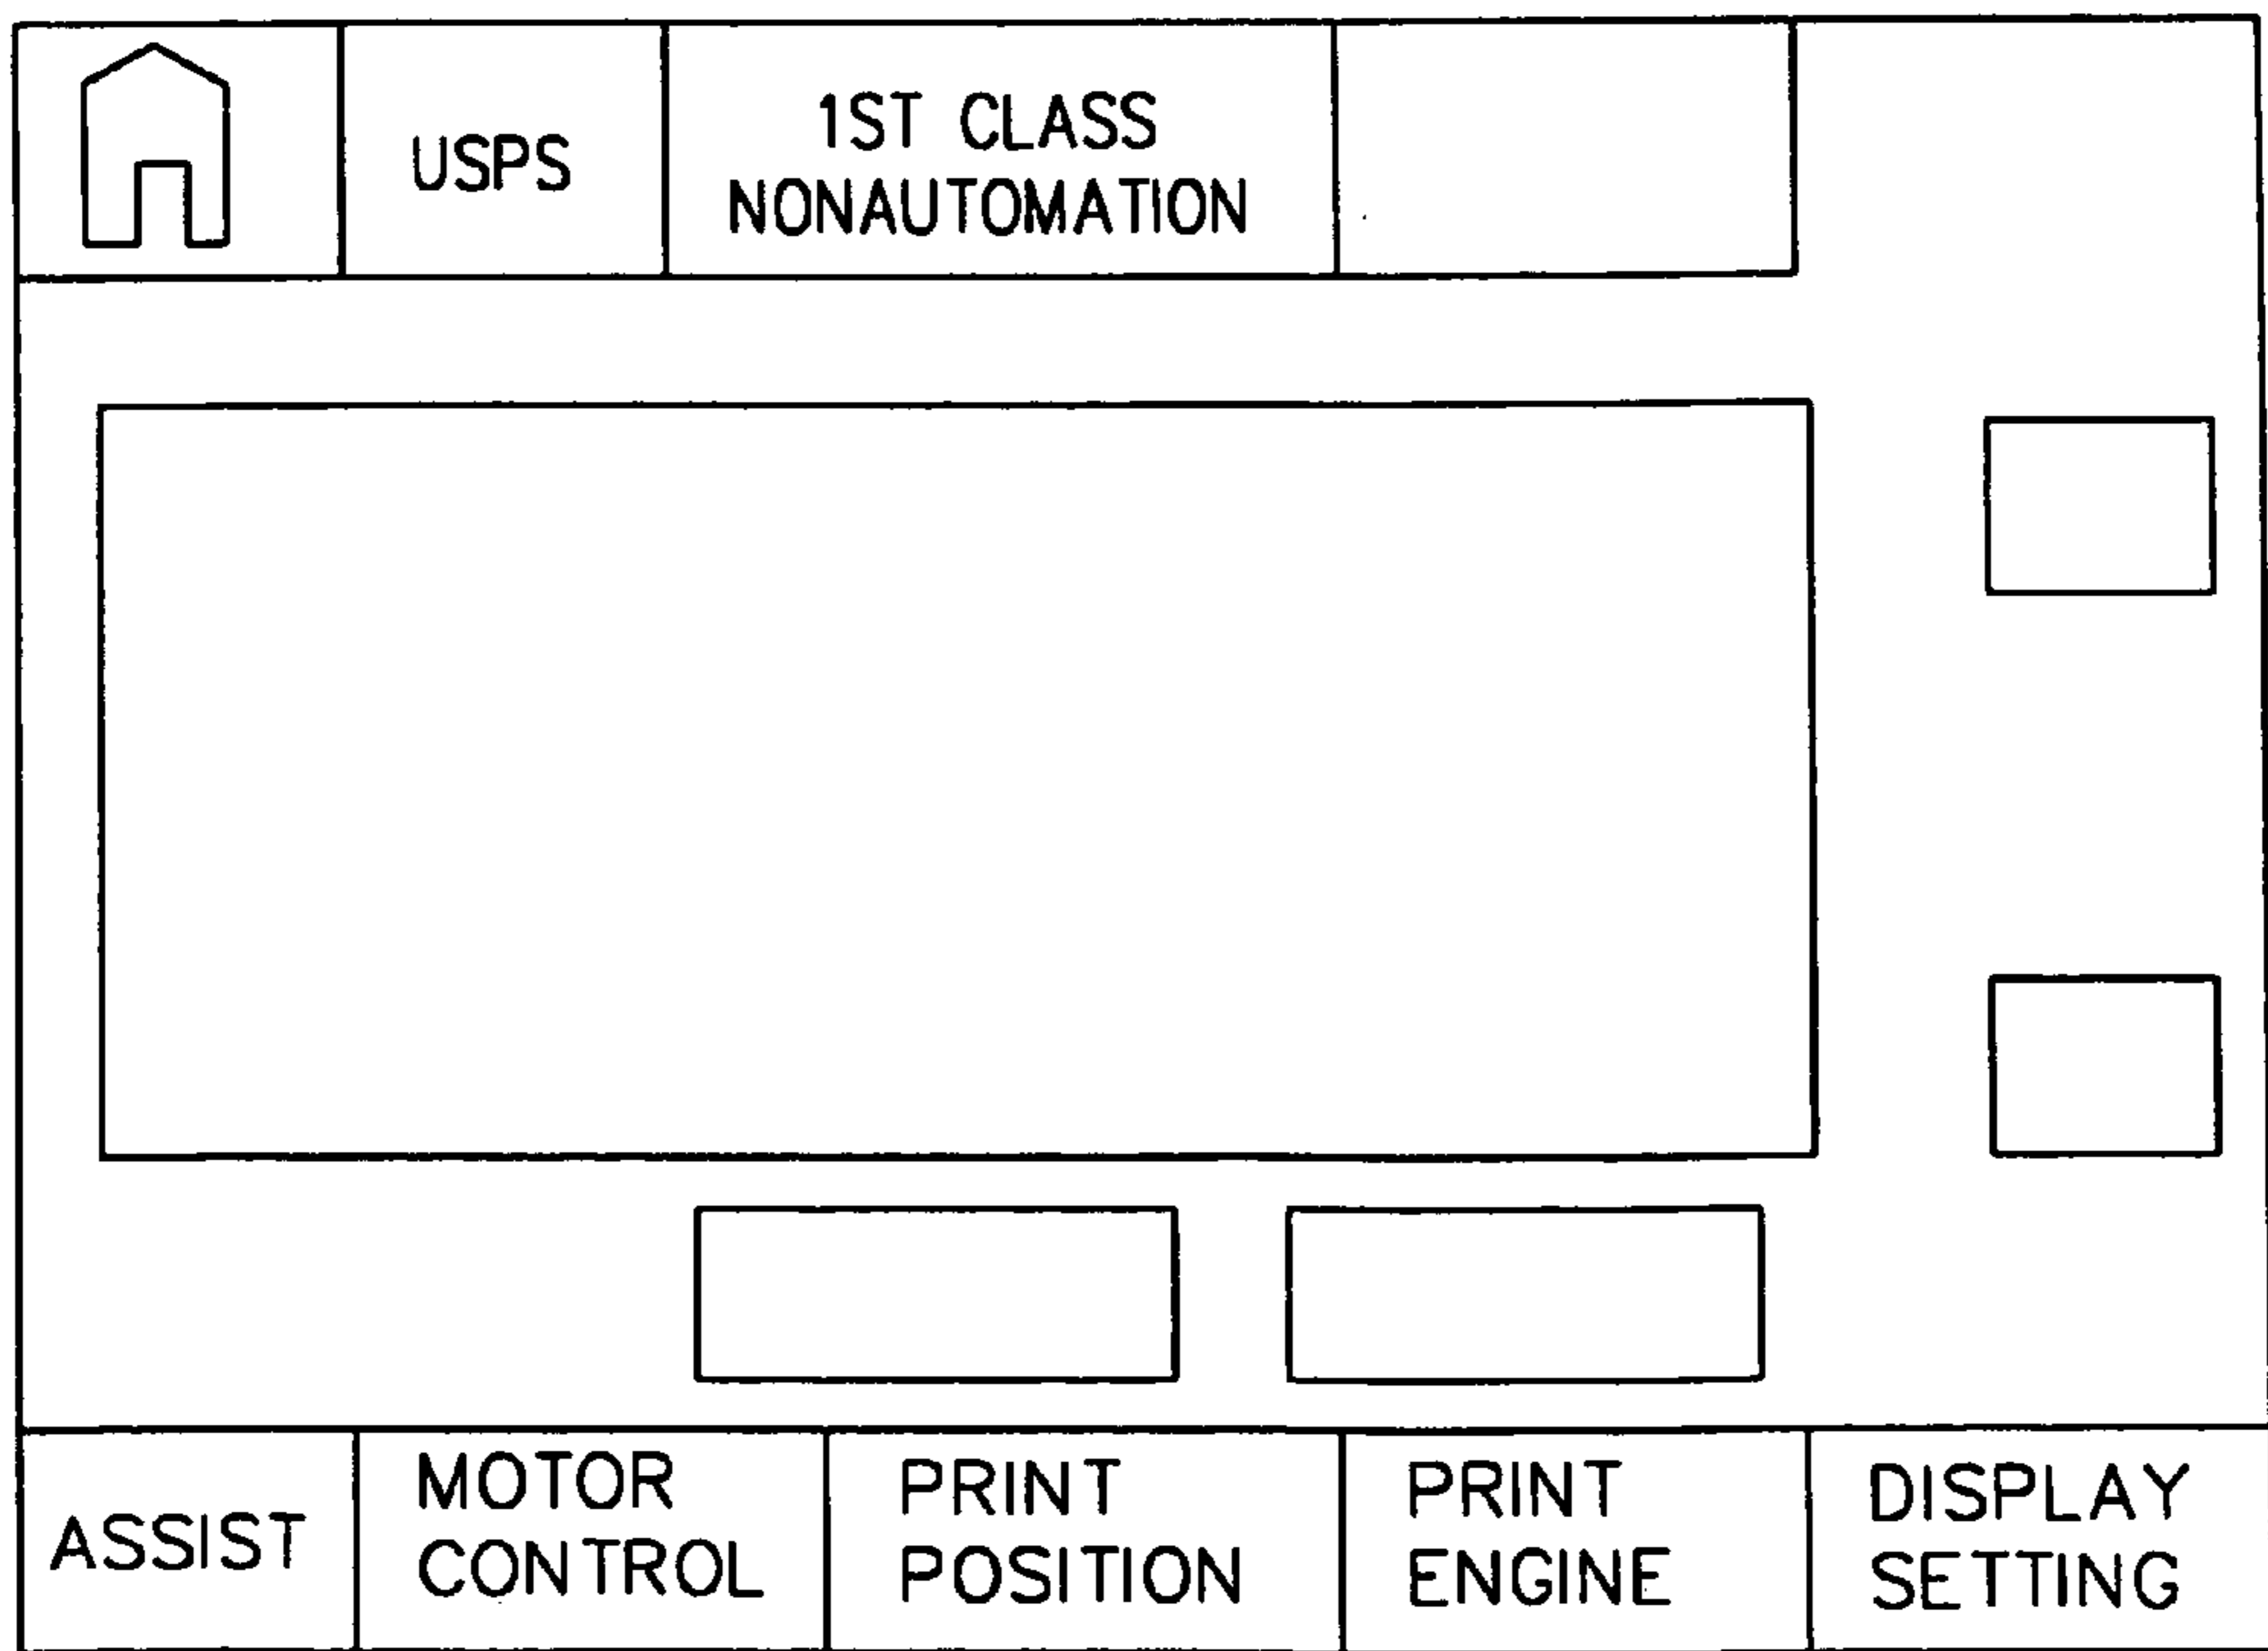 USPS
1ST CLASS
NONAUTOMATION
ASSIST
MOTOR
CONTROL
PRINT
POSITION
PRINT
ENGINE
DISPLAY
SETTING